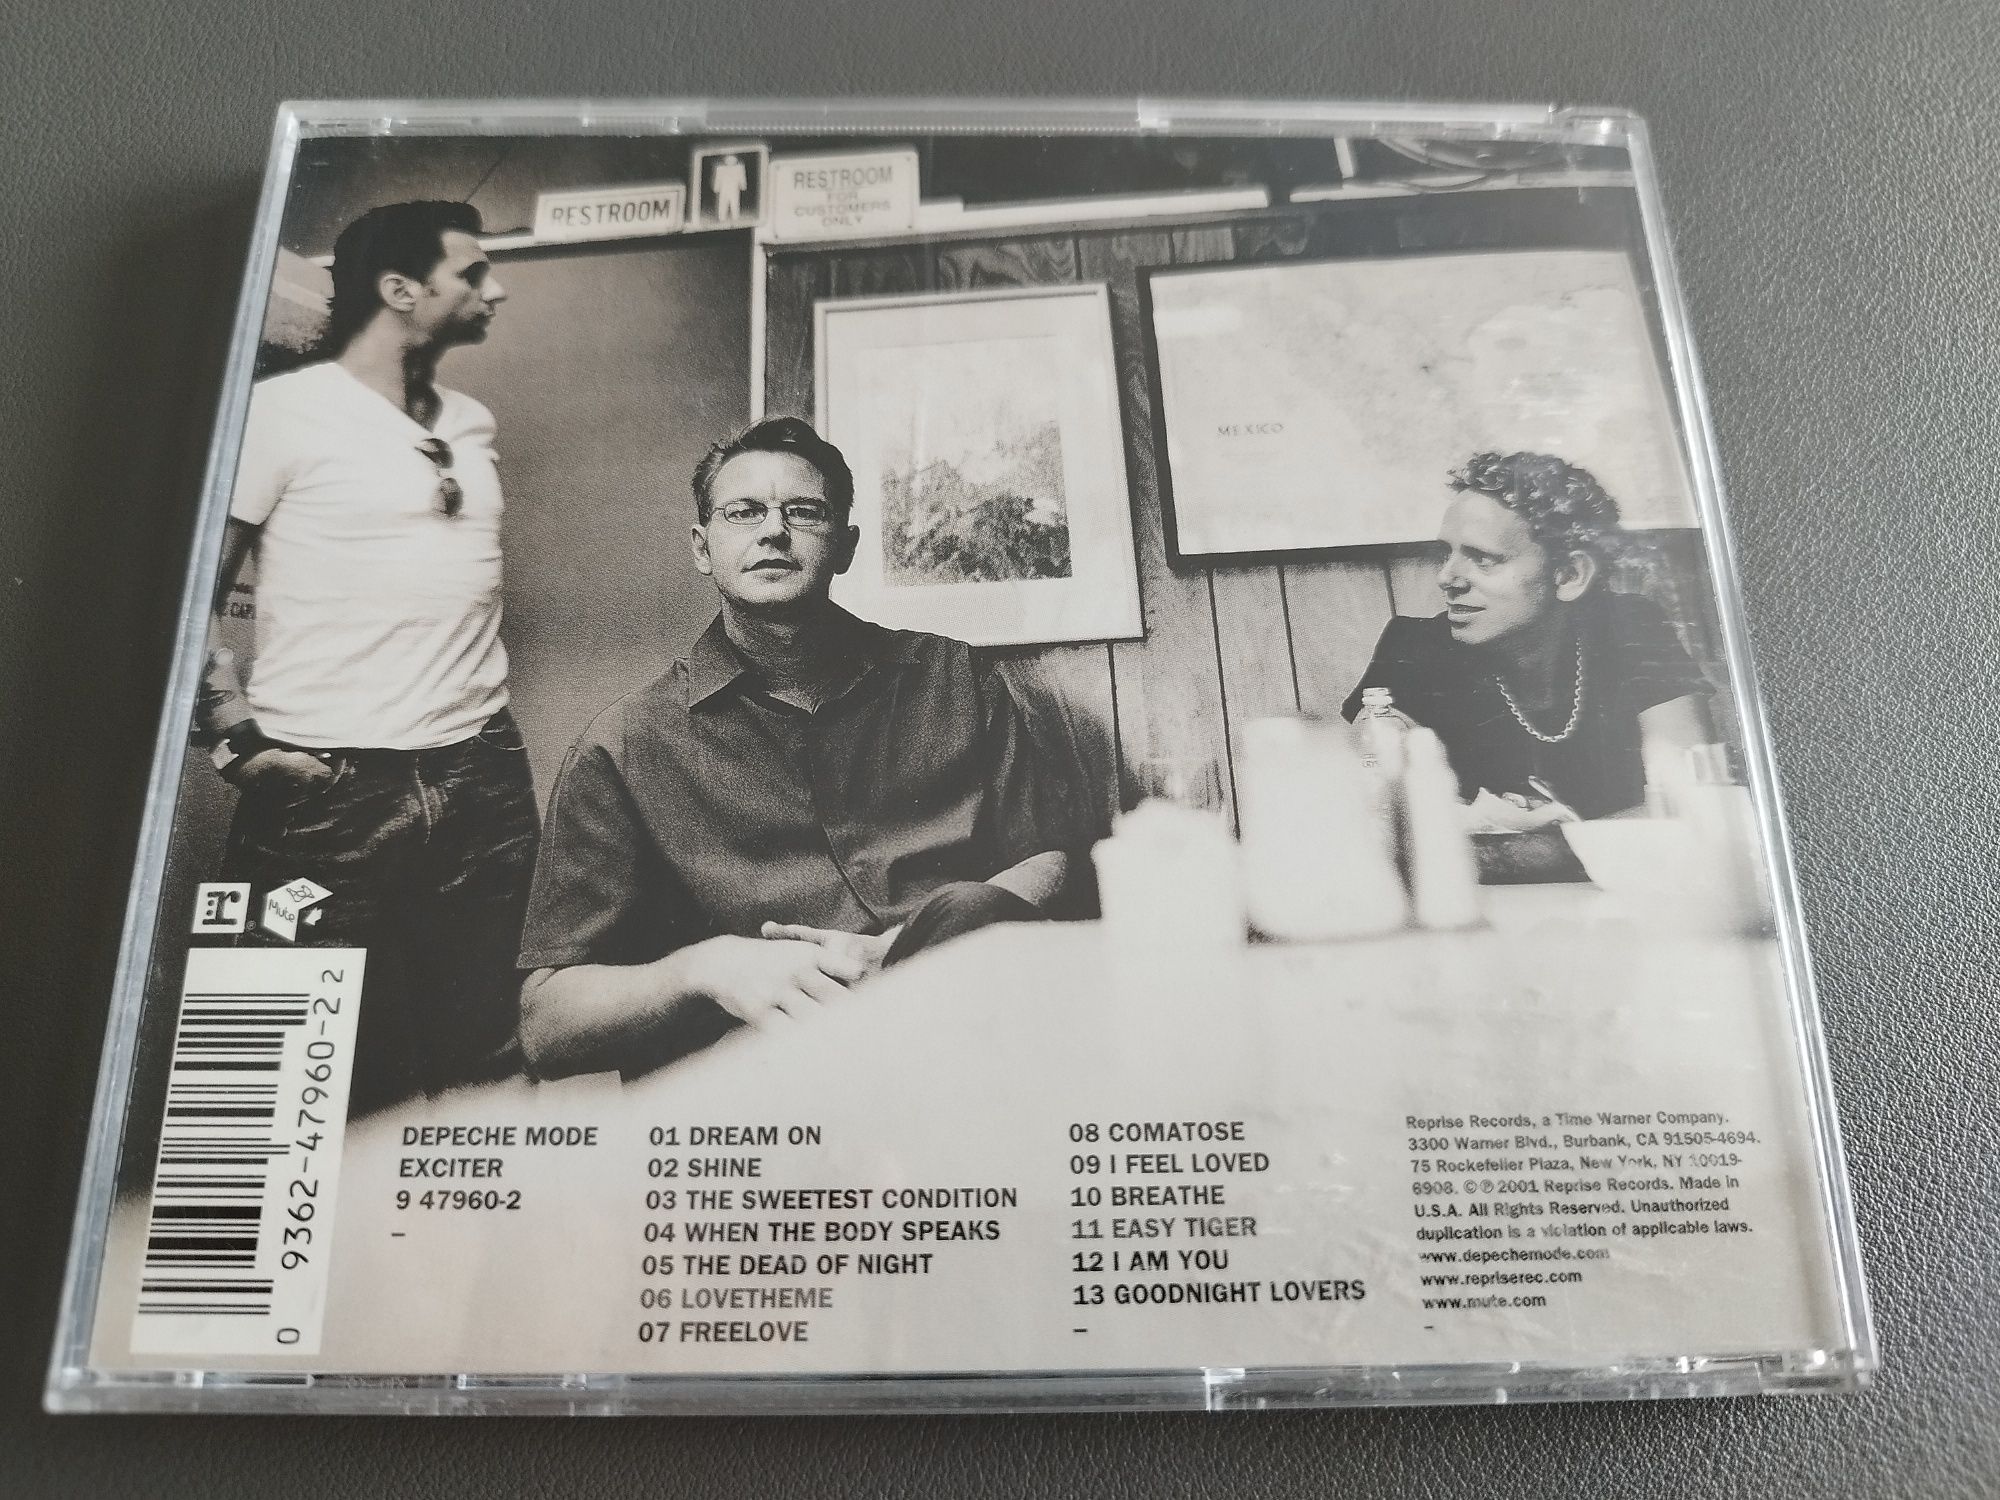 RESTROOM
RESTROOM
FOR
CUSTOMERS
ONLY
MEXICO
CAR
r
®
Mute
0 9362-47960-2 2
DEPECHE MODE
EXCITER
9 47960-2
–
01 DREAM ON
02 SHINE
03 THE SWEETEST CONDITION
04 WHEN THE BODY SPEAKS
05 THE DEAD OF NIGHT
06 LOVETHEME
07 FREELOVE
08 COMATOSE
09 I FEEL LOVED
10 BREATHE
11 EASY TIGER
12 I AM YOU
13 GOODNIGHT LOVERS
–
Reprise Records, a Time Warner Company.
3300 Warner Blvd., Burbank, CA 91505-4694.
75 Rockefeller Plaza, New York, NY 10019-
6908. © ℗ 2001 Reprise Records. Made in
U.S.A. All Rights Reserved. Unauthorized
duplication is a violation of applicable laws.
www.depechemode.com
www.repriserec.com
www.mute.com
–